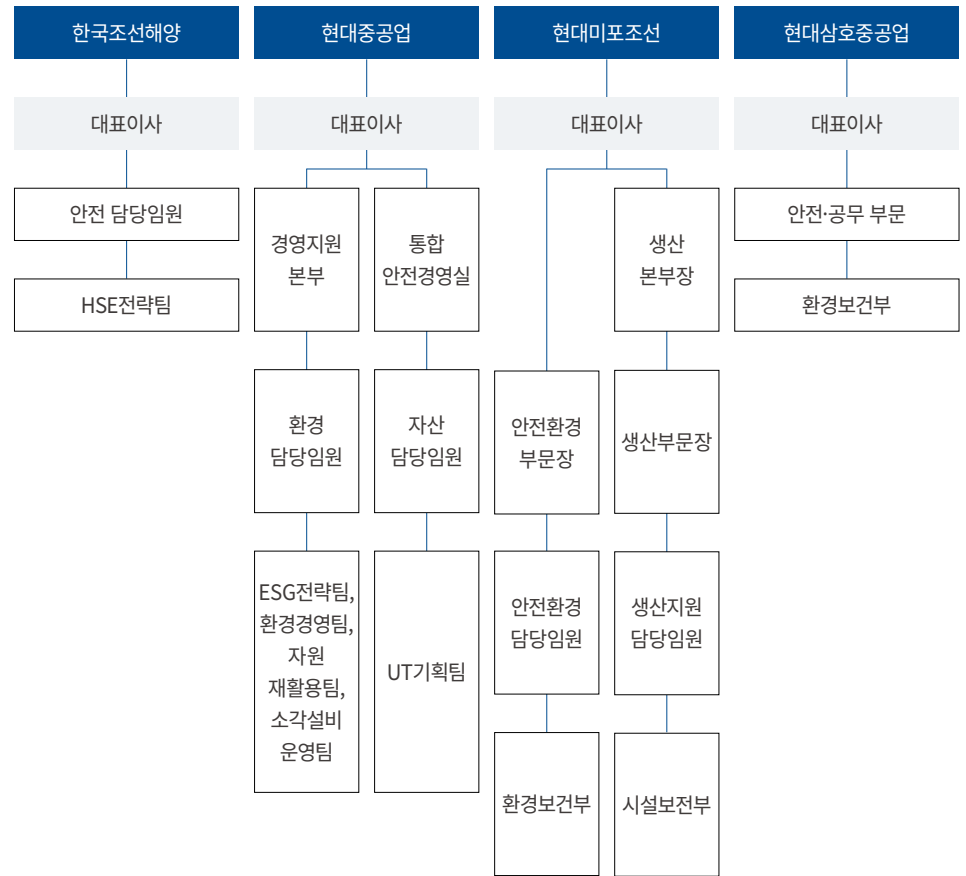 한국조선해양
현대중공업
현대미포조선
현대삼호중공업
대표이사
대표이사
대표이사
대표이사
안전 담당임원
HSE전략팀
경영지원
본부
환경
담당임원
ESG전략팀,
환경경영팀,
자원
재활용팀,
소각설비
운영팀
통합
안전경영실
자산
담당임원
UT기획팀
안전환경
부문장
안전환경
담당임원
환경보건부
생산
본부장
생산부문장
생산지원
담당임원
시설보전부
안전·공무 부문
환경보건부